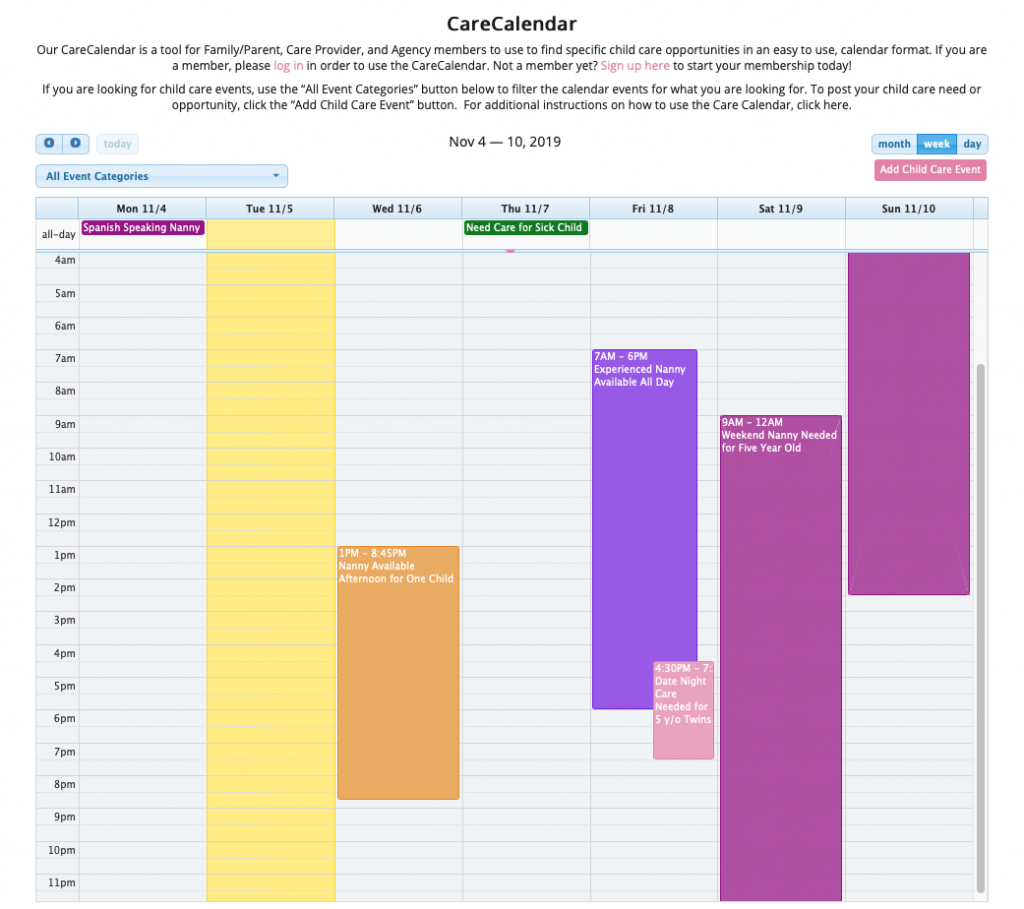 CareCalendar
Our CareCalendar is a tool for Family/Parent, Care Provider, and Agency members to use to find specific child care opportunities in an easy to use, calendar format. If you are
a member, please log in in order to use the CareCalendar. Not a member yet? Sign up here to start your membership today!
If you are looking for child care events, use the “All Event Categories” button below to filter the calendar events for what you are looking for. To post your child care need or
opportunity, click the “Add Child Care Event” button. For additional instructions on how to use the Care Calendar, click here.
today
Nov 4 — 10, 2019
month week day
All Event Categories
Add Child Care Event
Mon 11/4 Tue 11/5 Wed 11/6 Thu 11/7 Fri 11/8 Sat 11/9 Sun 11/10
all-day
Spanish Speaking Nanny
Need Care for Sick Child
4am
5am
6am
7am
8am
9am
10am
11am
12pm
1pm
2pm
3pm
4pm
5pm
6pm
7pm
8pm
9pm
10pm
11pm
1PM – 8:45PM
Nanny Available
Afternoon for One Child
7AM – 6PM
Experienced Nanny
Available All Day
4:30PM – 7:
Date Night
Care
Needed for
5 y/o Twins
9AM – 12AM
Weekend Nanny Needed
for Five Year Old